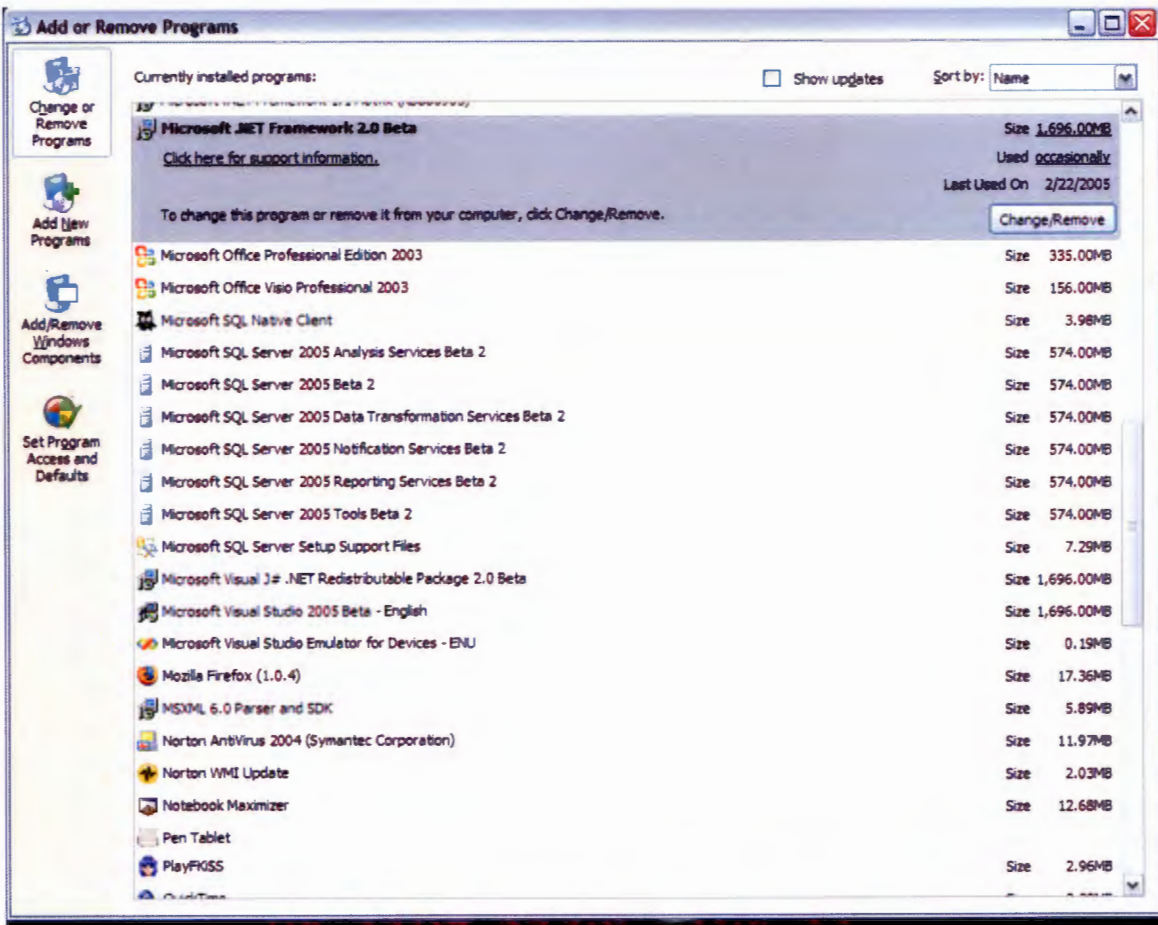 Add or Remove Programs
Change or
Remove
Programs
Add New
Programs
Add/Remove
Windows
Components
Set Program
Access and
Defaults
Currently installed programs:
Show updates
Sort by: Name
Microsoft .NET Framework 2.0 Beta Size 1,696.00MB
Click here for support information. Used occasionally
Last Used On 2/22/2005
To change this program or remove it from your computer, click Change/Remove. Change/Remove
Microsoft Office Professional Edition 2003 Size 335.00MB
Microsoft Office Visio Professional 2003 Size 156.00MB
Microsoft SQL Native Client Size 3.98MB
Microsoft SQL Server 2005 Analysis Services Beta 2 Size 574.00MB
Microsoft SQL Server 2005 Beta 2 Size 574.00MB
Microsoft SQL Server 2005 Data Transformation Services Beta 2 Size 574.00MB
Microsoft SQL Server 2005 Notification Services Beta 2 Size 574.00MB
Microsoft SQL Server 2005 Reporting Services Beta 2 Size 574.00MB
Microsoft SQL Server 2005 Tools Beta 2 Size 574.00MB
Microsoft SQL Server Setup Support Files Size 7.29MB
Microsoft Visual J# .NET Redistributable Package 2.0 Beta Size 1,696.00MB
Microsoft Visual Studio 2005 Beta - English Size 1,696.00MB
Microsoft Visual Studio Emulator for Devices - ENU Size 0.19MB
Mozilla Firefox (1.0.4) Size 17.36MB
MSXML 6.0 Parser and SDK Size 5.89MB
Norton AntiVirus 2004 (Symantec Corporation) Size 11.97MB
Norton WMI Update Size 2.03MB
Notebook Maximizer Size 12.68MB
Pen Tablet
PlayFKiSS Size 2.96MB
QuickTime